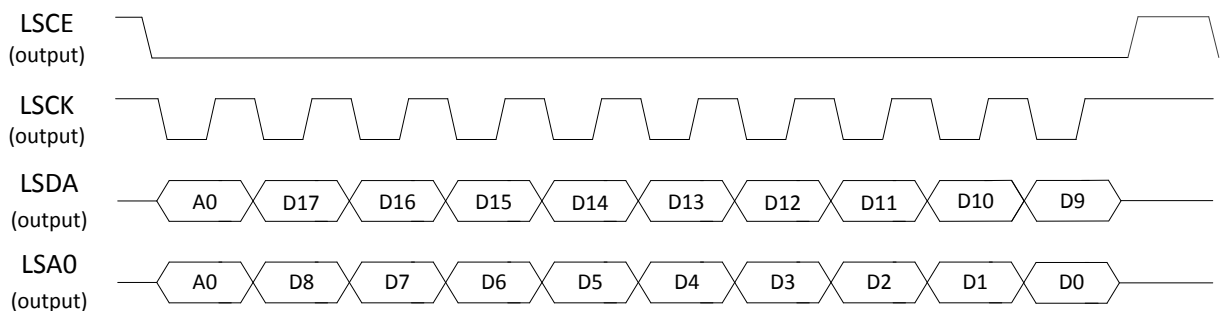 LSCE
(output)
LSCK
(output)
LSDA
(output)
A0 D17 D16 D15 D14 D13 D12 D11 D10 D9
LSA0
(output)
A0 D8 D7 D6 D5 D4 D3 D2 D1 D0